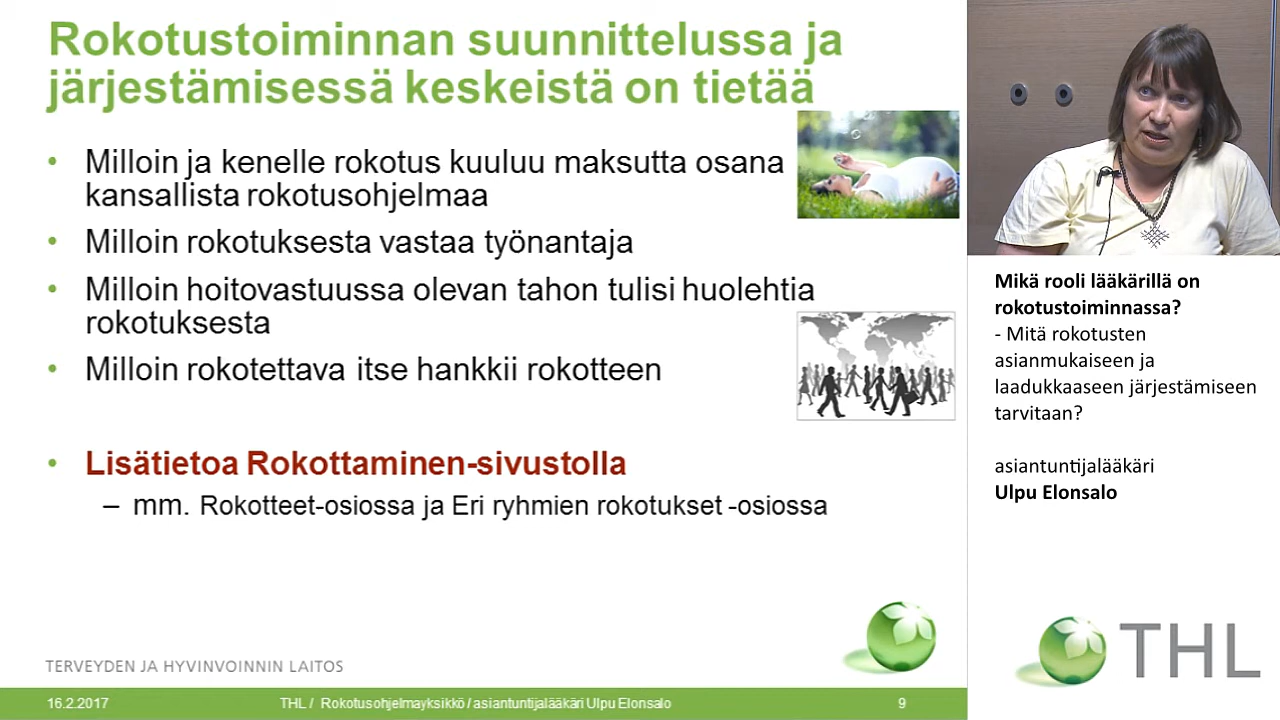 Rokotustoiminnan suunnittelussa ja
järjestämisessä keskeistä on tietää
• Milloin ja kenelle rokotus kuuluu maksutta osana
kansallista rokotusohjelmaa
• Milloin rokotuksesta vastaa työnantaja
• Milloin hoitovastuussa olevan tahon tulisi huolehtia
rokotuksesta
• Milloin rokotettava itse hankkii rokotteen
• Lisätietoa Rokottaminen-sivustolla
– mm. Rokotteet-osiossa ja Eri ryhmien rokotukset -osiossa
TERVEYDEN JA HYVINVOINNIN LAITOS
16.2.2017 THL / Rokotusohjelmayksikkö / asiantuntijalääkäri Ulpu Elonsalo 9
Mikä rooli lääkärillä on
rokotustoiminnassa?
- Mitä rokotusten
asianmukaiseen ja
laadukkaaseen järjestämiseen
tarvitaan?
asiantuntijalääkäri
Ulpu Elonsalo
THL